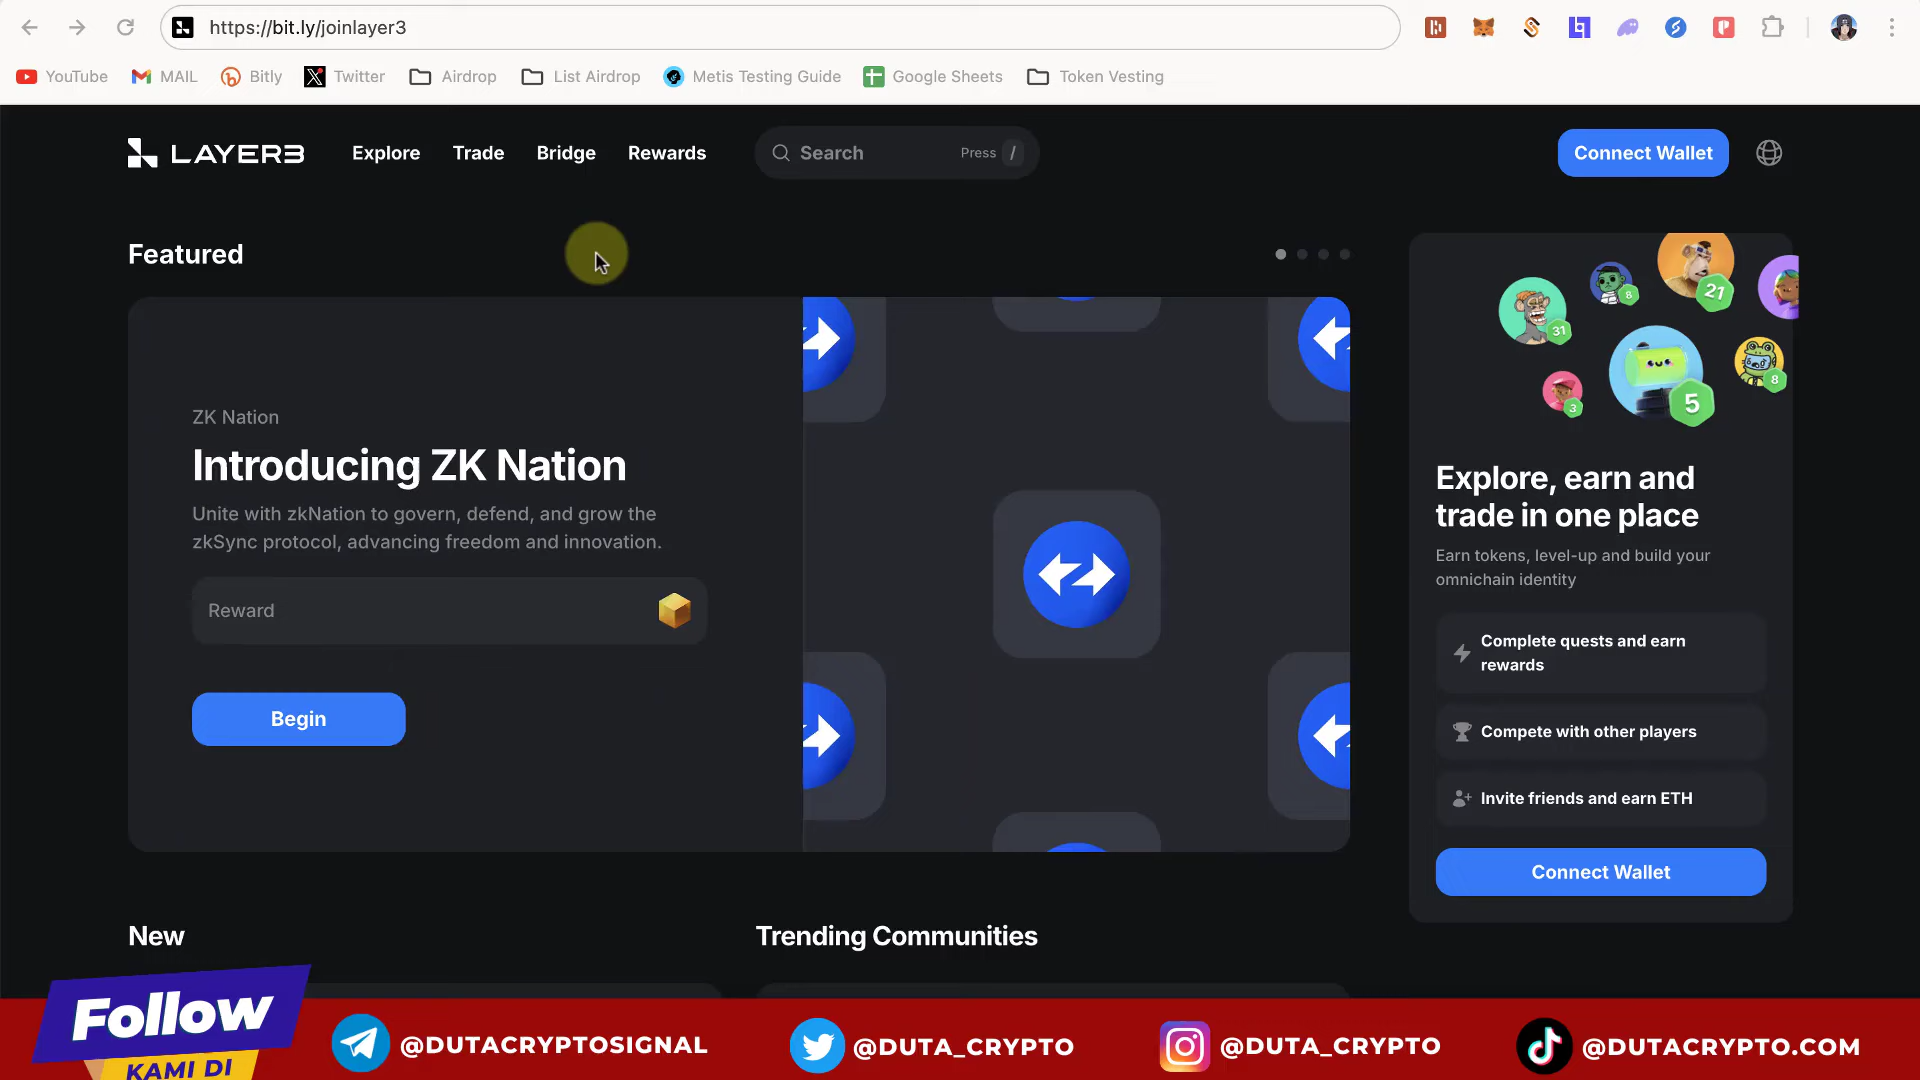 https://bit.ly/joinlayer3
YouTube
MAIL
Bitly
Twitter
Airdrop
List Airdrop
Metis Testing Guide
Google Sheets
Token Vesting
LAYER3
Explore
Trade
Bridge
Rewards
Search
Press /
Connect Wallet
Featured
ZK Nation
Introducing ZK Nation
Unite with zkNation to govern, defend, and grow the
zkSync protocol, advancing freedom and innovation.
Reward
Begin
31
8
21
3
5
8
Explore, earn and
trade in one place
Earn tokens, level-up and build your
omnichain identity
Complete quests and earn
rewards
Compete with other players
Invite friends and earn ETH
Connect Wallet
New
Trending Communities
Follow
KAMI DI
@DUTACRYPTOSIGNAL
@DUTA_CRYPTO
@DUTA_CRYPTO
@DUTACRYPTO.COM